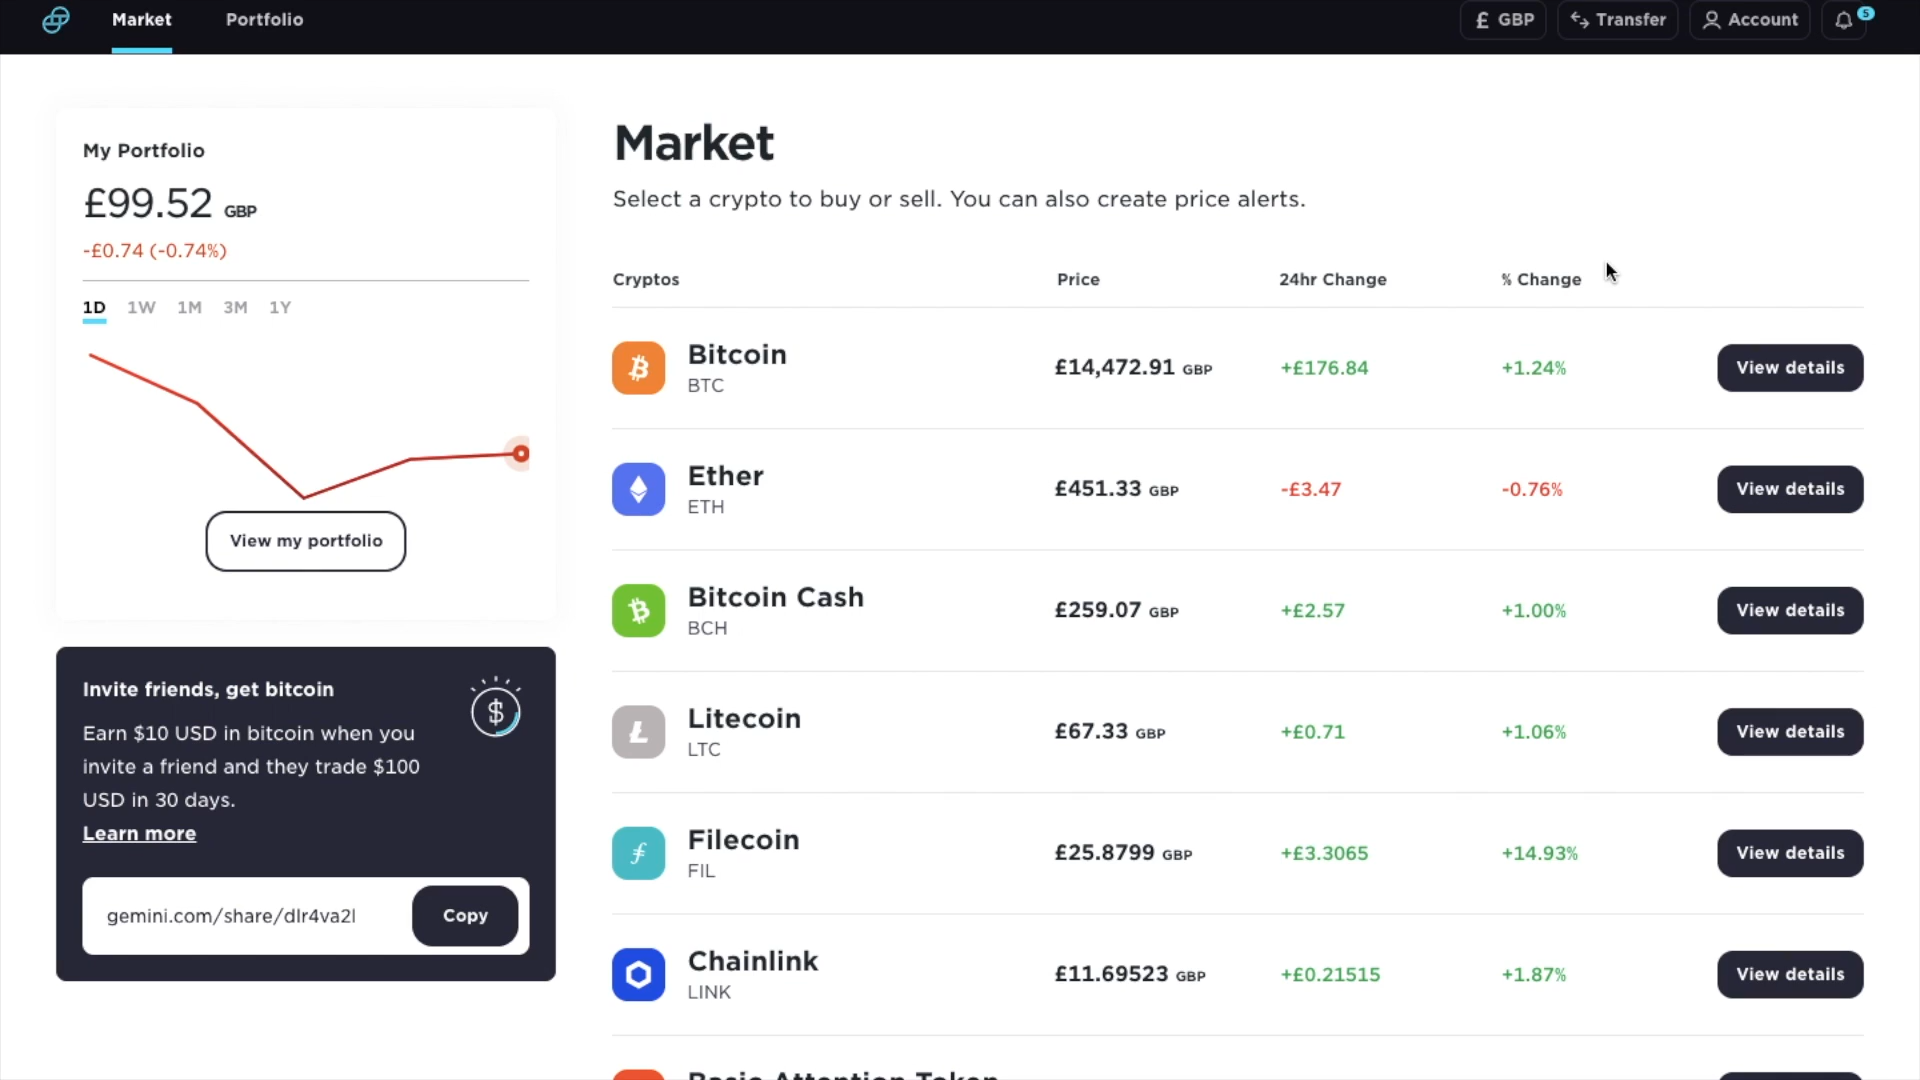 Market
Portfolio
£ GBP
Transfer
Account
5
My Portfolio
£99.52 GBP
-£0.74 (-0.74%)
1D 1W 1M 3M 1Y
View my portfolio
Invite friends, get bitcoin
Earn $10 USD in bitcoin when you
invite a friend and they trade $100
USD in 30 days.
Learn more
gemini.com/share/dlr4va2l
Copy
Market
Select a crypto to buy or sell. You can also create price alerts.
Cryptos Price 24hr Change % Change
Bitcoin
BTC
£14,472.91 GBP +£176.84 +1.24% View details
Ether
ETH
£451.33 GBP -£3.47 -0.76% View details
Bitcoin Cash
BCH
£259.07 GBP +£2.57 +1.00% View details
Litecoin
LTC
£67.33 GBP +£0.71 +1.06% View details
Filecoin
FIL
£25.8799 GBP +£3.3065 +14.93% View details
Chainlink
LINK
£11.69523 GBP +£0.21515 +1.87% View details
Basic Attention Token